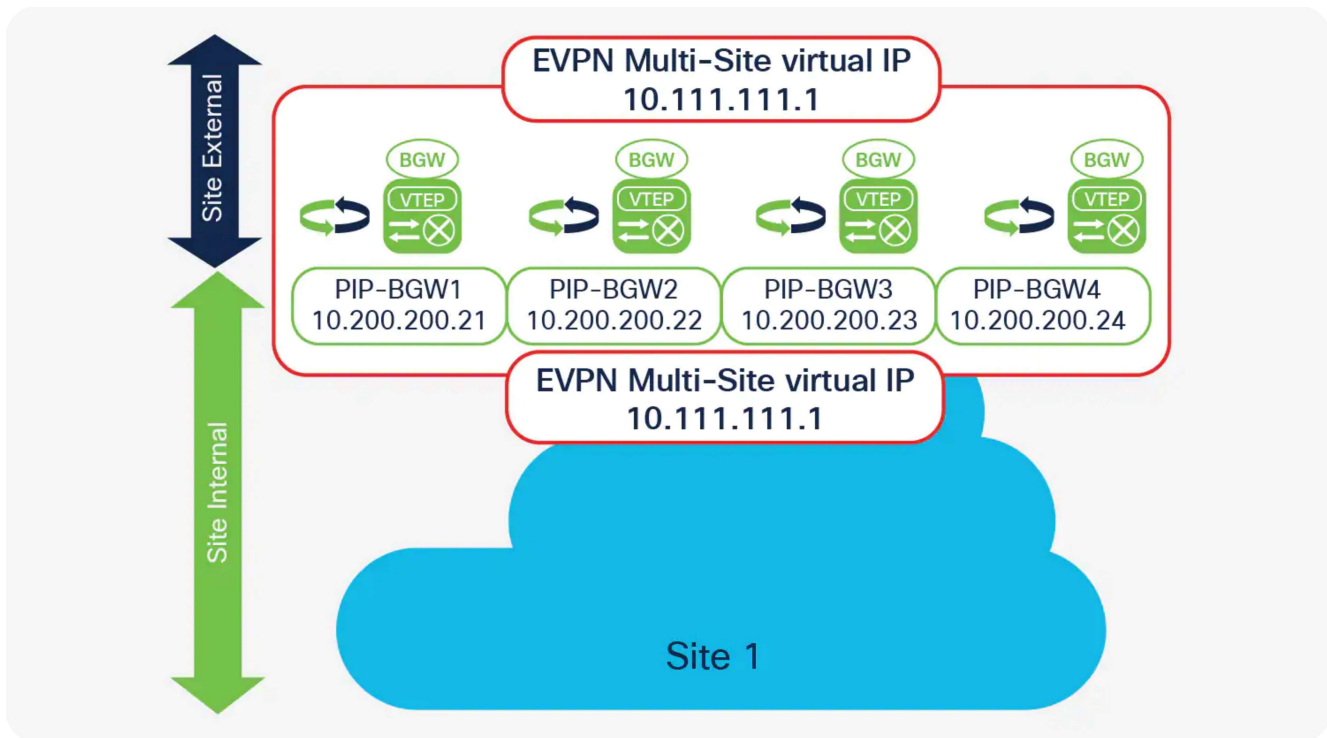 EVPN Multi-Site virtual IP
10.111.111.1
Site External
BGW
BGW
BGW
BGW
VTEP
VTEP
VTEP
VTEP
PIP-BGW1
10.200.200.21
PIP-BGW2
10.200.200.22
PIP-BGW3
10.200.200.23
PIP-BGW4
10.200.200.24
EVPN Multi-Site virtual IP
10.111.111.1
Site Internal
Site 1